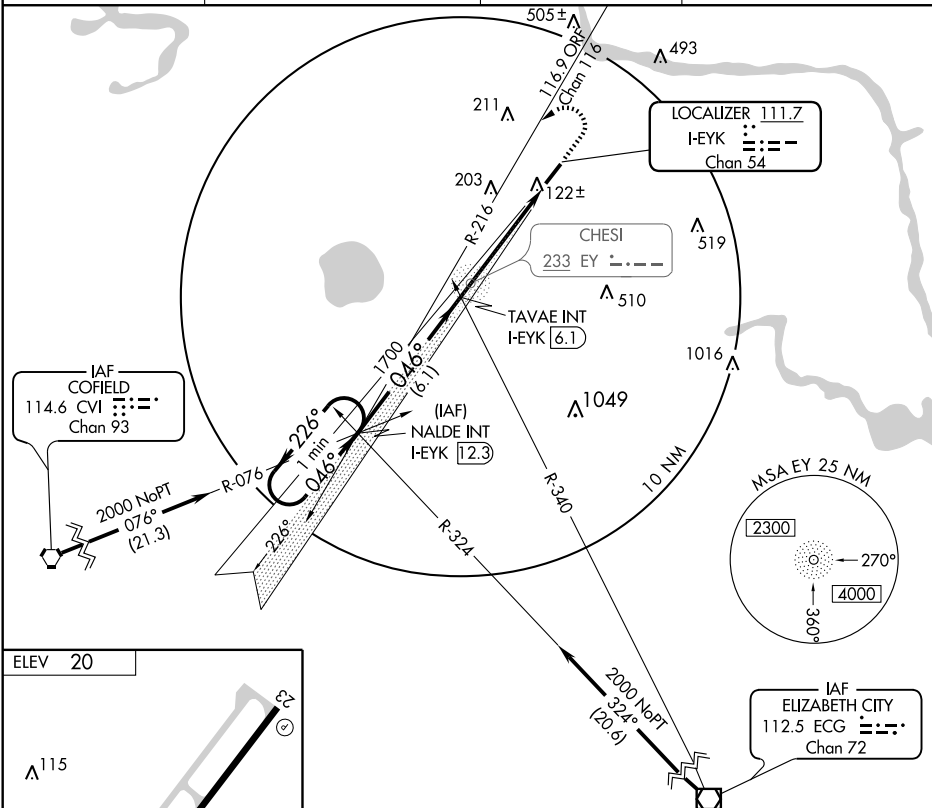 505±
493
116.9 ORF
Chan 116
211
LOCALIZER 111.7
I-EYK
Chan 54
203
122±
R-216
CHESI
233 EY
519
510
TAVAE INT
I-EYK 6.1
1016
1700
046°
(6.1)
IAF
COFIELD
114.6 CVI
Chan 93
1049
(IAF)
NALDE INT
I-EYK 12.3
226°
1 min
046°
R-076
2000 NoPT
076°
(21.3)
226°
R-324
R-340
10 NM
MSA EY 25 NM
2300
270°
4000
360°
ELEV 20
2000 NoPT
324°
(20.6)
IAF
ELIZABETH CITY
112.5 ECG
Chan 72
23
P
115